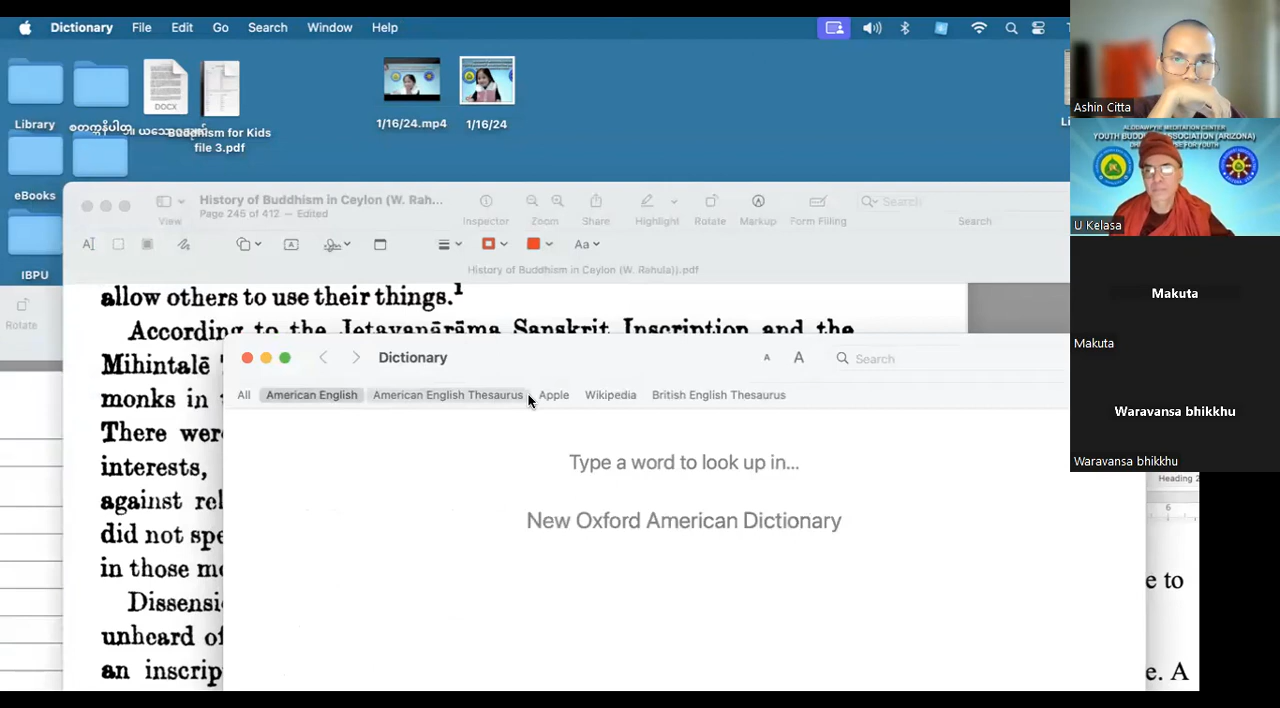 Dictionary File Edit Go Search Window Help
Library
DOCX
Buddhism for Kids
file 3.pdf
1/16/24.mp4
1/16/24
eBooks
IBPU
Rotate
History of Buddhism in Ceylon (W. Rah...
Page 245 of 412 — Edited
View
Inspector
Zoom
Share
Highlight
Rotate
Markup
Form Filling
Search
Search
Aa
History of Buddhism in Ceylon (W. Rahula)).pdf
allow others to use their things.1
According to the Jetavanārāma Sanskrit Inscription and the
Mihintalē
monks in
There were
interests,
against rel
did not spe
in those mo
Dissensi
unheard of
an inscrip
Dictionary
A A
Search
All American English American English Thesaurus Apple Wikipedia British English Thesaurus
Type a word to look up in...
New Oxford American Dictionary
Ashin Citta
ALODAWPYIE MEDITATION CENTER
U Kelasa
Makuta
Makuta
Waravansa bhikkhu
Waravansa bhikkhu
Heading 2
6
e to
e. A